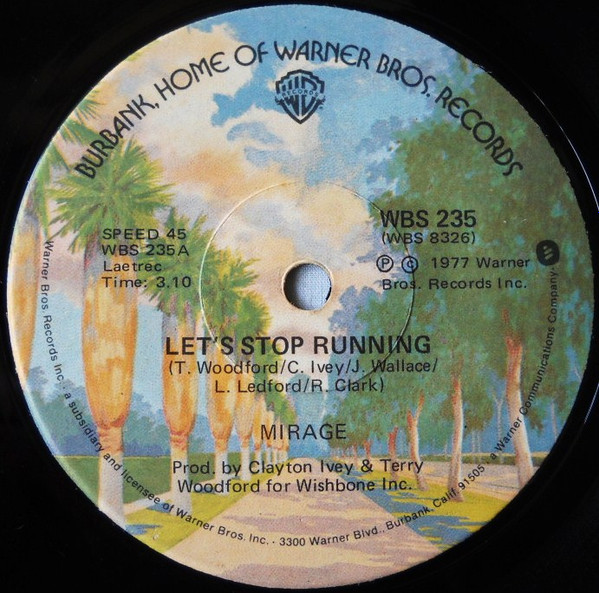 BURBANK, HOME OF WARNER BROS. RECORDS
RECORDS
SPEED 45
WBS 235A
Laetrec
Time: 3.10
WBS 235
(WBS 8326)
Ⓟ © 1977 Warner
Bros. Records Inc.
LET'S STOP RUNNING
(T. Woodford/C. Ivey/J. Wallace/
L. Ledford/R. Clark)
MIRAGE
Prod. by Clayton Ivey & Terry
Woodford for Wishbone Inc.
Warner Bros Records Inc · a subsidiary and licensee of Warner Bros. Inc. · 3300 Warner Blvd., Burbank, Calif. 91505 · a Warner Communications Company·